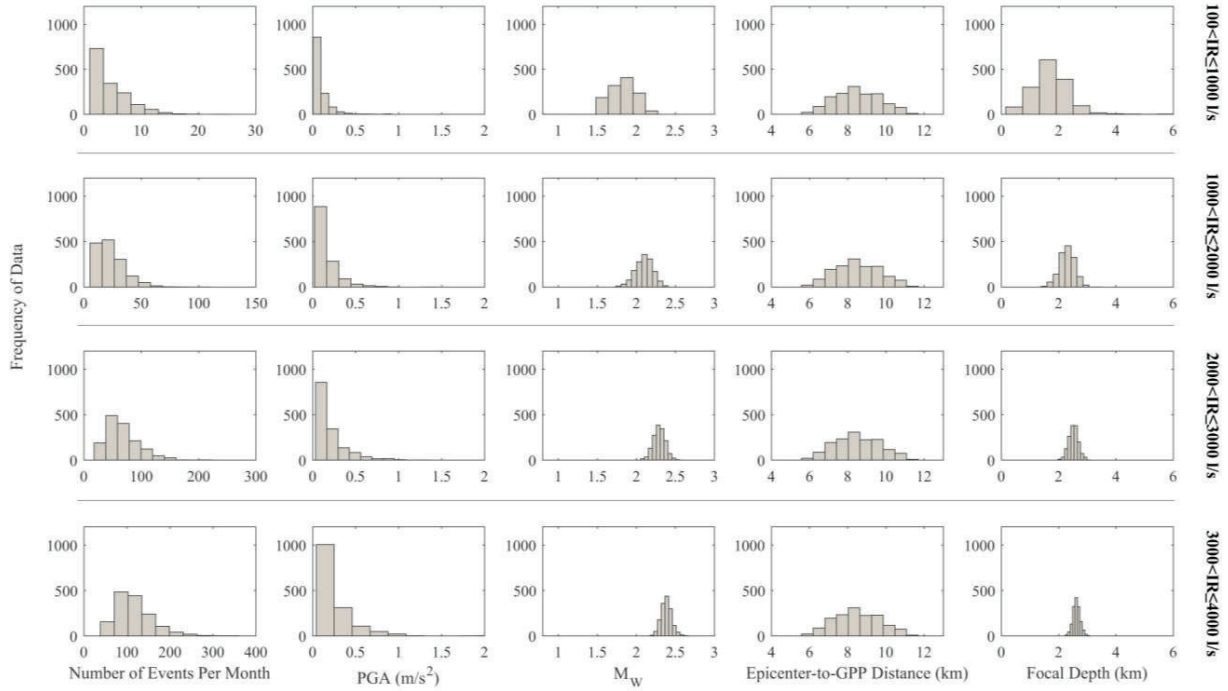 1000
500
0
0 10 20 30
1000
500
0
0 0.5 1 1.5 2
1000
500
0
1 1.5 2 2.5 3
1000
500
0
4 6 8 10 12
1000
500
0
0 2 4 6
100<IR≤1000 l/s
Frequency of Data
1000
500
0
0 50 100 150
1000
500
0
0 0.5 1 1.5 2
1000
500
0
1 1.5 2 2.5 3
1000
500
0
4 6 8 10 12
1000
500
0
0 2 4 6
1000<IR≤2000 l/s
1000
500
0
0 100 200 300
1000
500
0
0 0.5 1 1.5 2
1000
500
0
1 1.5 2 2.5 3
1000
500
0
4 6 8 10 12
1000
500
0
0 2 4 6
2000<IR≤3000 l/s
1000
500
0
100 200 300 400
Number of Events Per Month
1000
500
0
0 0.5 1 1.5 2
PGA (m/s²)
1000
500
0
1 1.5 2 2.5 3
M_W
1000
500
0
4 6 8 10 12
Epicenter-to-GPP Distance (km)
1000
500
0
0 2 4 6
Focal Depth (km)
3000<IR≤4000 l/s